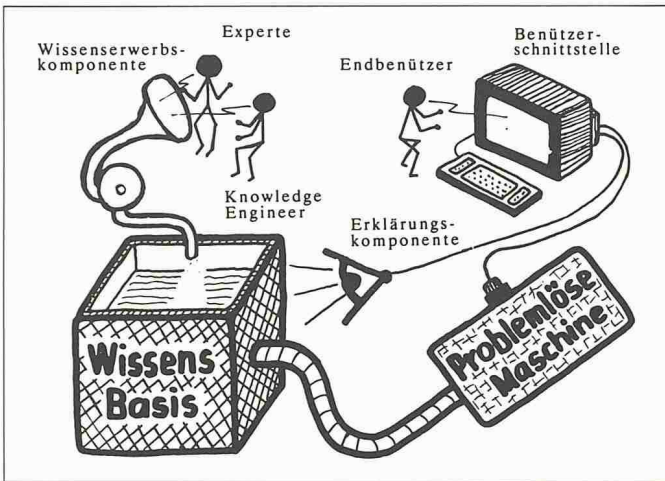 Experte
Wissenserwerbs-
komponente
Benützer-
schnittstelle
Endbenützer
Knowledge
Engineer
Erklärungs-
komponente
Wissens
Basis
Problemlöse
Maschine